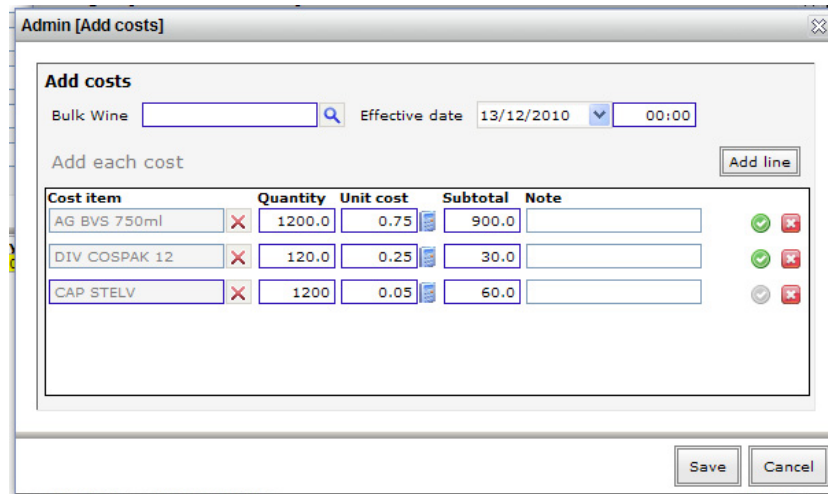 Admin [Add costs]
Add costs
Bulk Wine Effective date 13/12/2010 00:00
Add each cost Add line
Cost item Quantity Unit cost Subtotal Note
AG BVS 750ml 1200.0 0.75 900.0
DIV COSPAK 12 120.0 0.25 30.0
CAP STELV 1200 0.05 60.0
Save Cancel